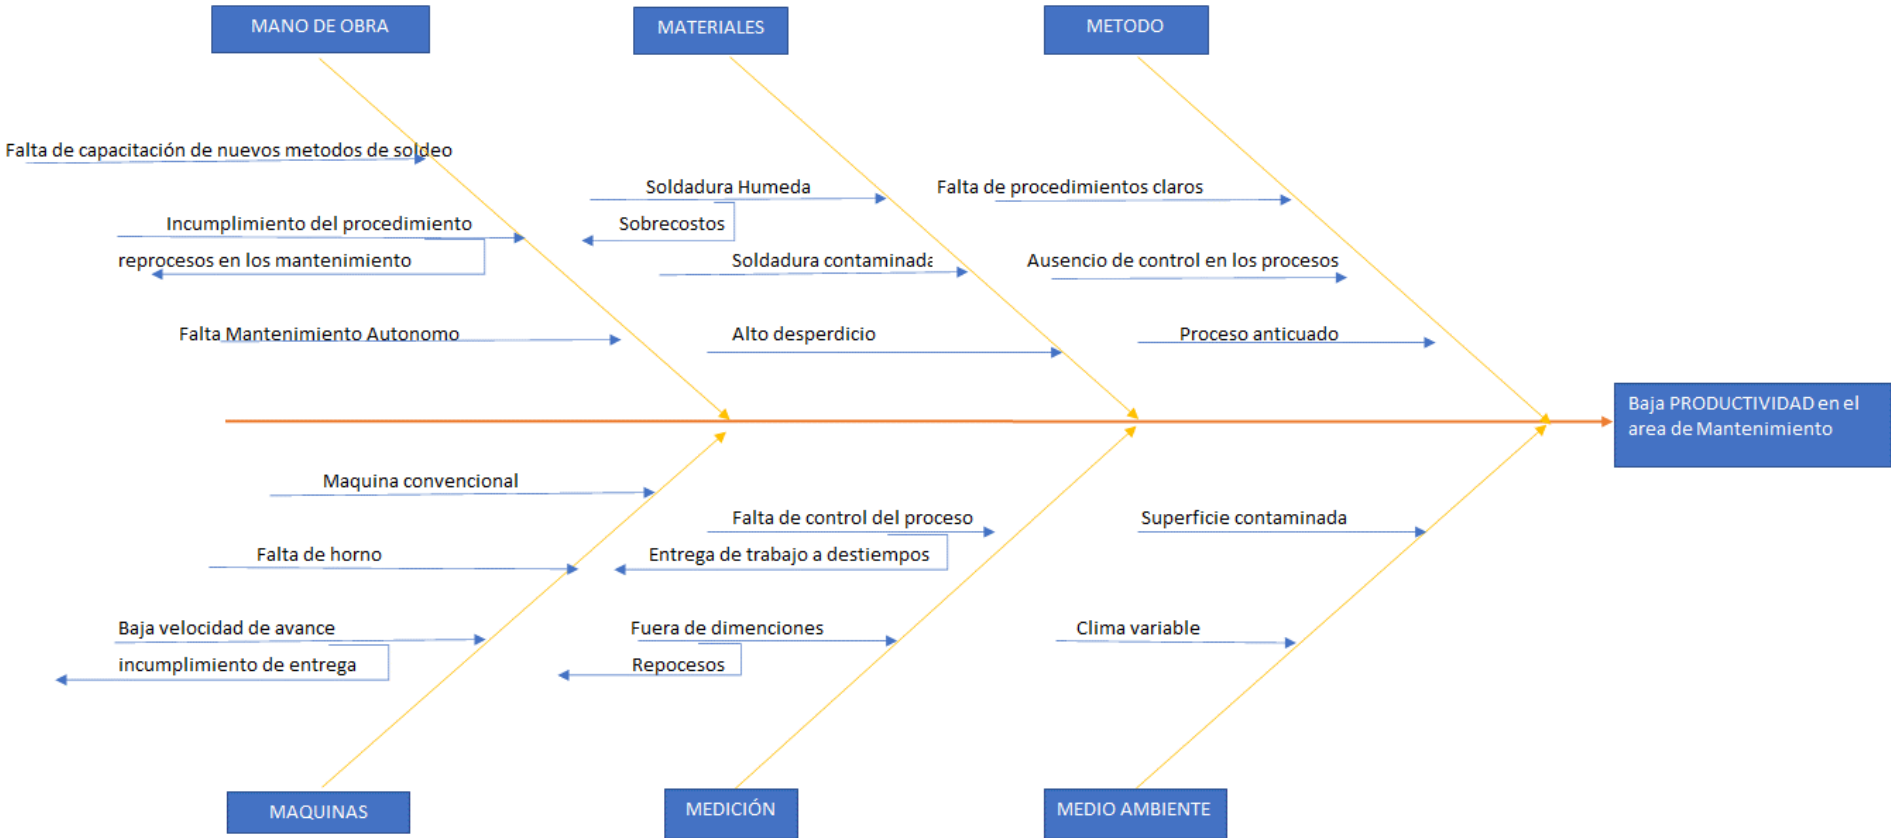 MANO DE OBRA
MATERIALES
METODO
Falta de capacitación de nuevos metodos de soldeo
Soldadura Humeda
Falta de procedimientos claros
Incumplimiento del procedimiento
Sobrecostos
reprocesos en los mantenimiento
Soldadura contaminada
Ausencio de control en los procesos
Falta Mantenimiento Autonomo
Alto desperdicio
Proceso anticuado
Baja PRODUCTIVIDAD en el
area de Mantenimiento
Maquina convencional
Falta de control del proceso
Superficie contaminada
Falta de horno
Entrega de trabajo a destiempos
Baja velocidad de avance
Fuera de dimenciones
Clima variable
incumplimiento de entrega
Repocesos
MAQUINAS
MEDICIÓN
MEDIO AMBIENTE